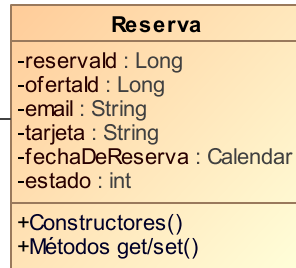 Reserva
-reservaId : Long
-ofertaId : Long
-email : String
-tarjeta : String
-fechaDeReserva : Calendar
-estado : int
+Constructores()
+Métodos get/set()